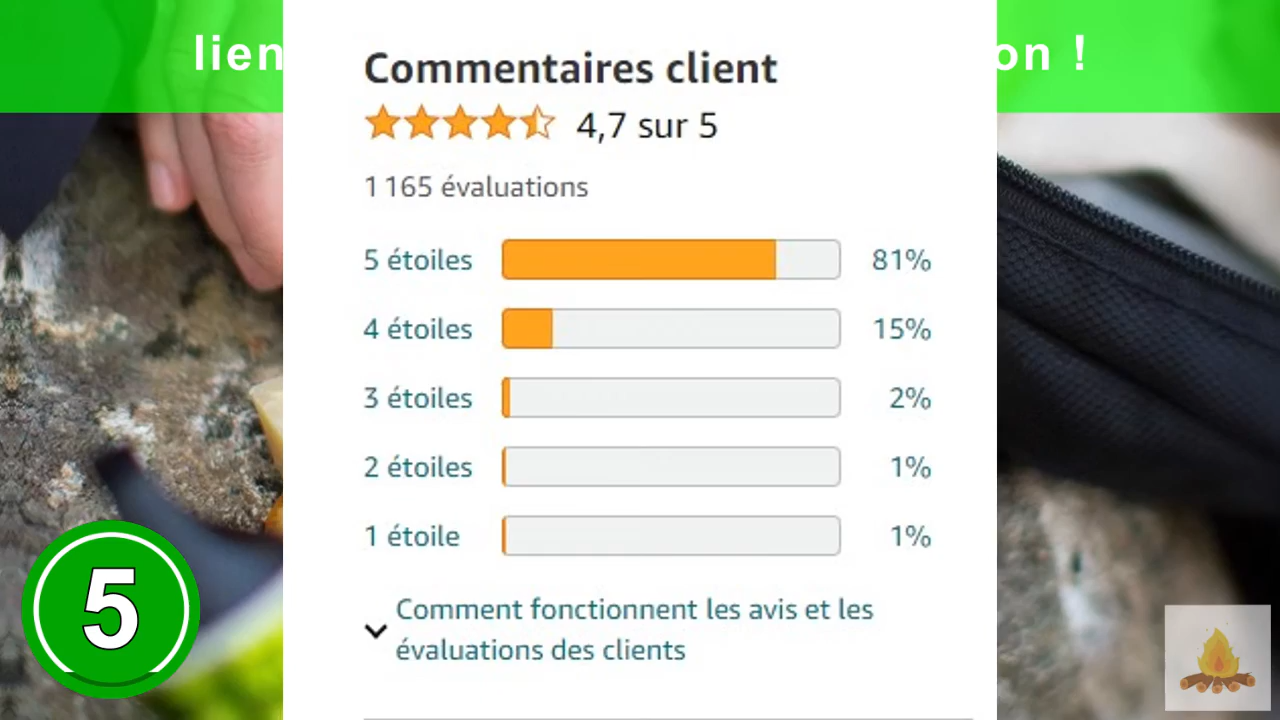 lien
on !
Commentaires client
4,7 sur 5
1 165 évaluations
5 étoiles 81%
4 étoiles 15%
3 étoiles 2%
2 étoiles 1%
1 étoile 1%
Comment fonctionnent les avis et les
évaluations des clients
5